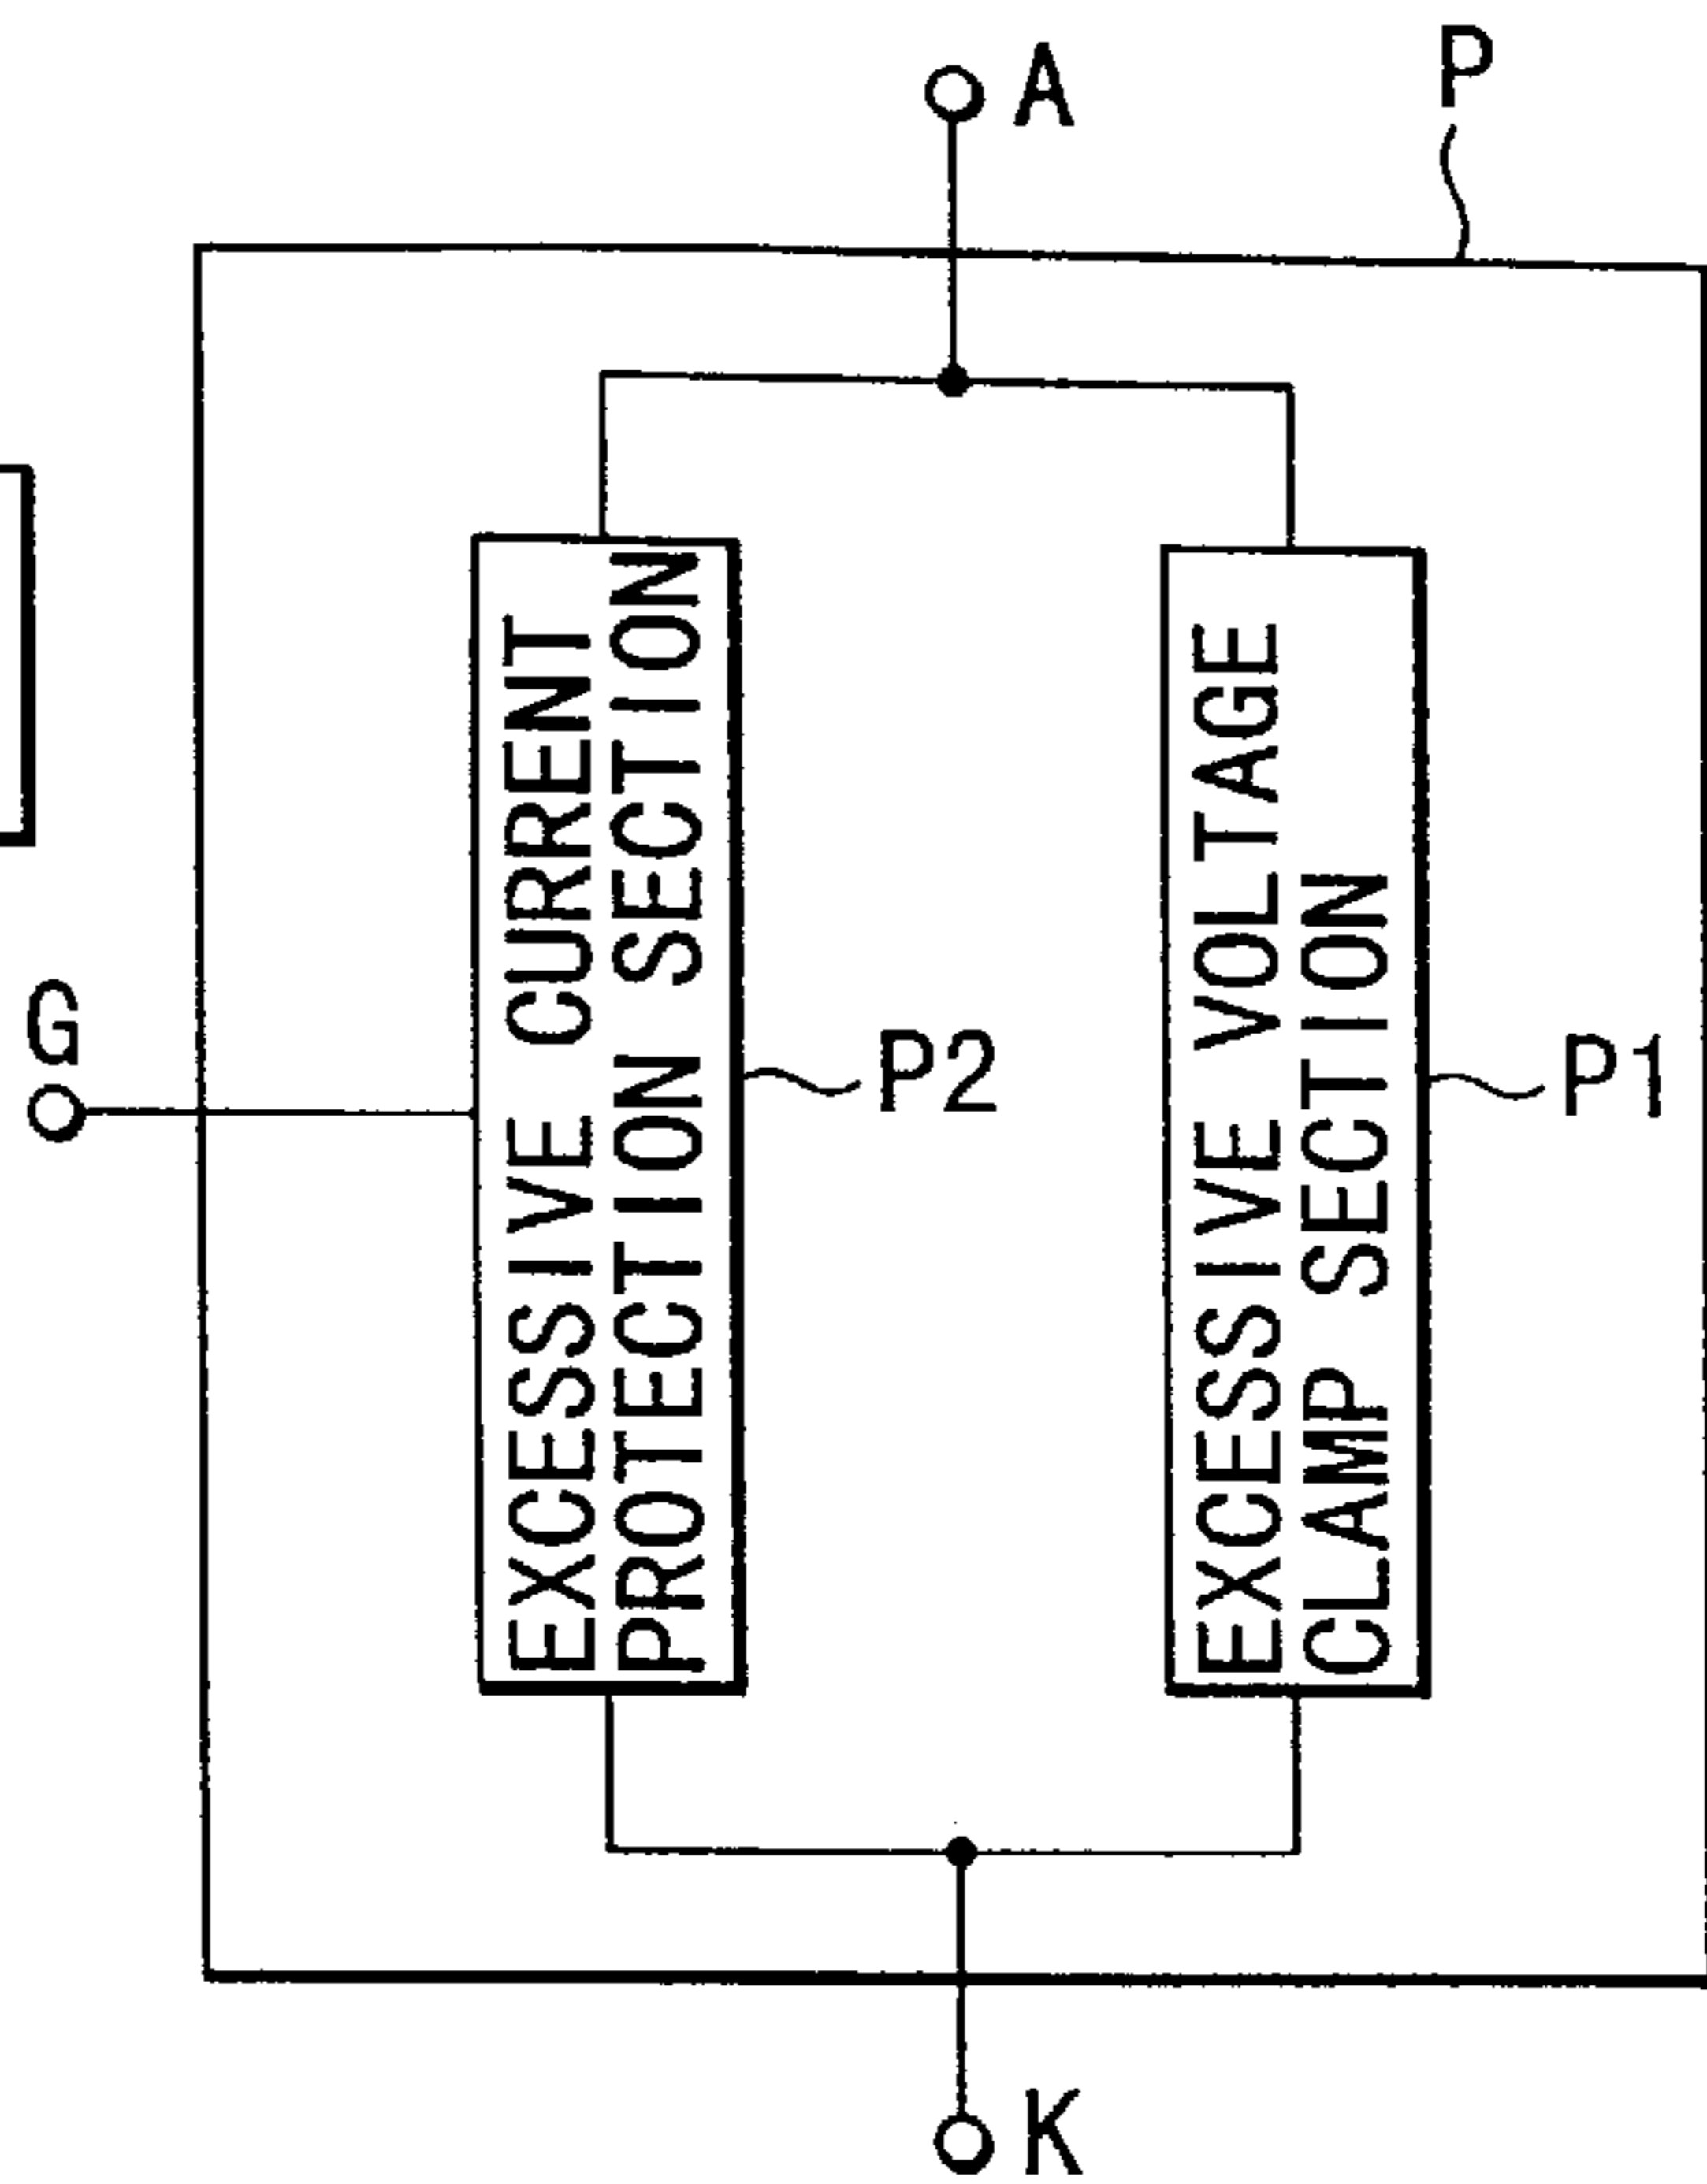 A
P
EXCESSIVE CURRENT
PROTECTION SECTION
EXCESSIVE VOLTAGE
CLAMP SECTION
G
P2
P1
K